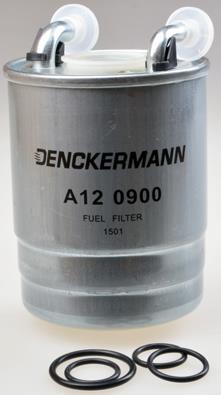 DENCKERMANN
A12 0900
FUEL FILTER
1501